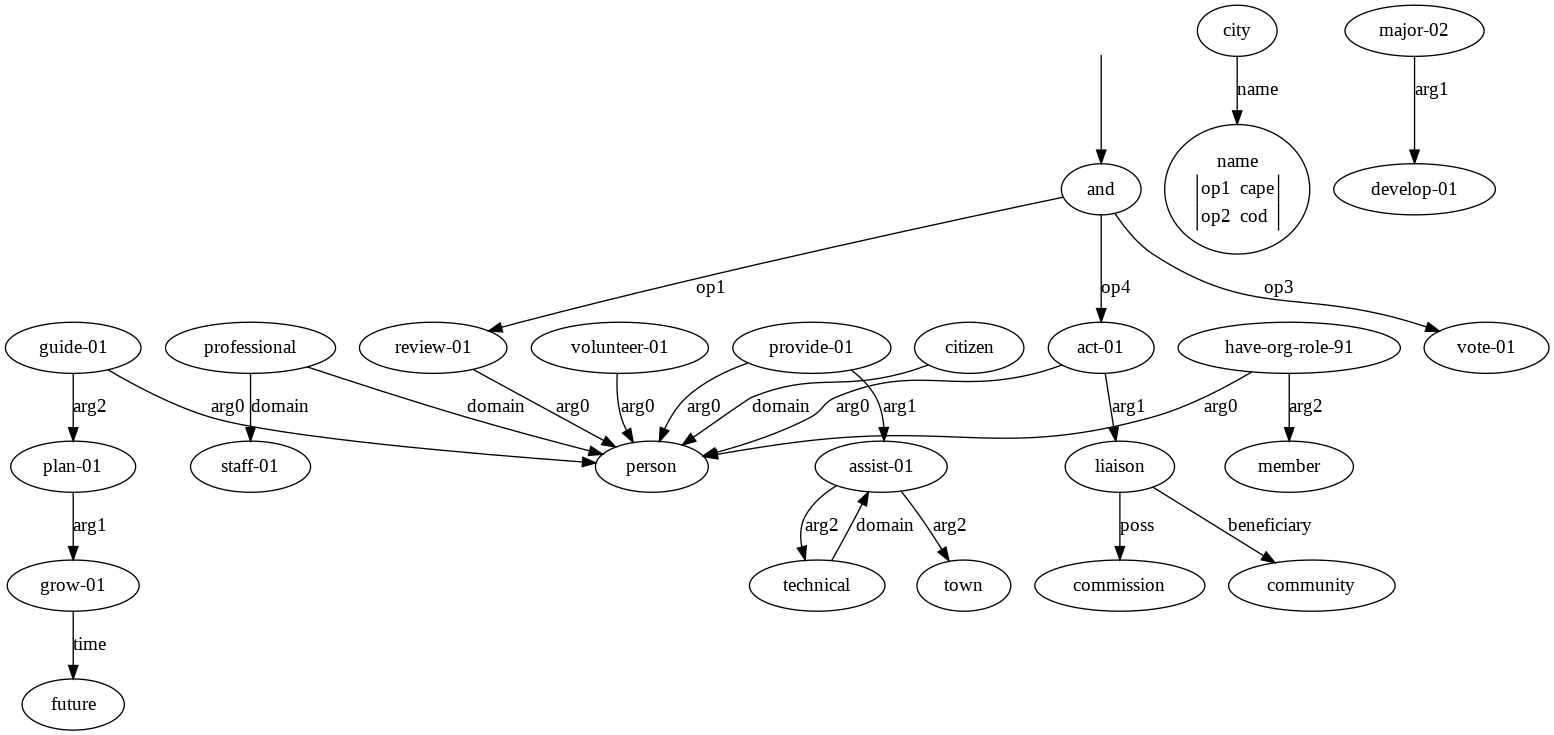 city
major-02
name
arg1
and
name
op1 cape
op2 cod
develop-01
op1
op4
op3
guide-01
professional
review-01
volunteer-01
provide-01
citizen
act-01
have-org-role-91
vote-01
arg2
arg0
domain
domain
arg0
arg0
arg0
domain
arg0
arg1
arg1
arg0
arg2
plan-01
staff-01
person
assist-01
liaison
member
arg1
arg2
domain
arg2
poss
beneficiary
grow-01
technical
town
commission
community
time
future